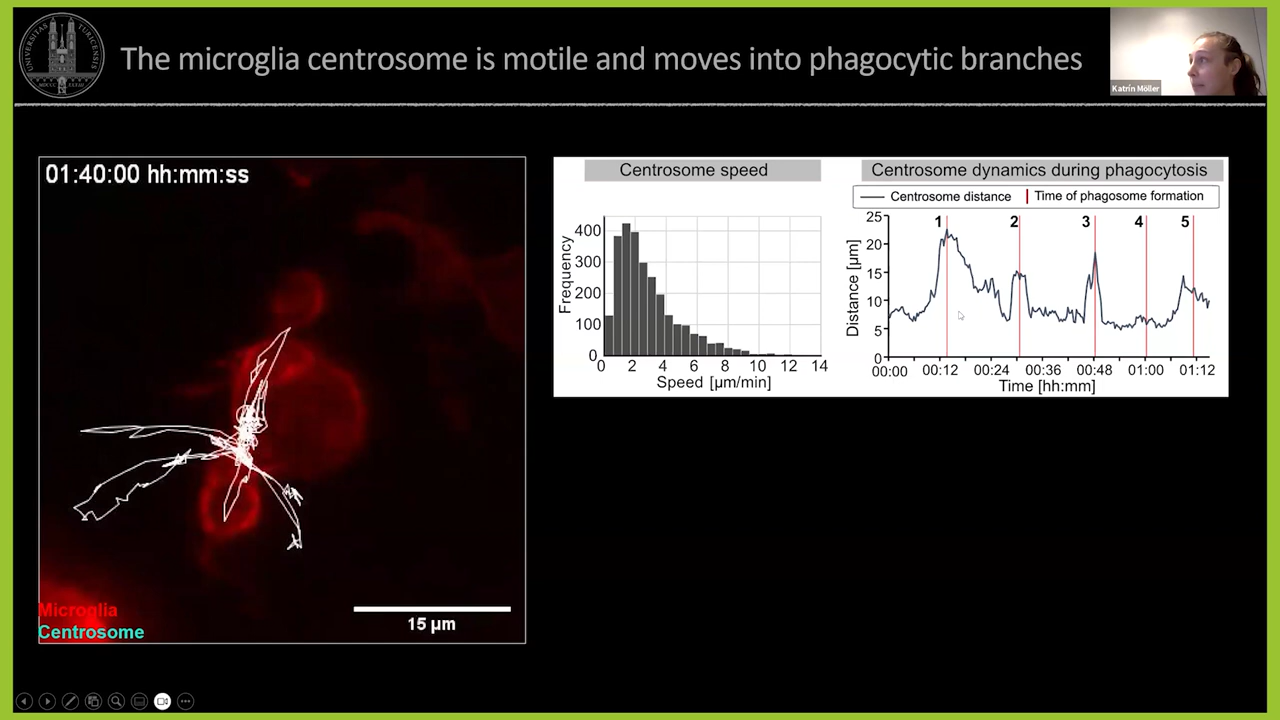 UNIVERSITAS TURICENSIS
The microglia centrosome is motile and moves into phagocytic branches
Katrin Möller
01:40:00 hh:mm:ss
Microglia
Centrosome
15 µm
Centrosome speed
Frequency
400
300
200
100
0
0 2 4 6 8 10 12 14
Speed [µm/min]
Centrosome dynamics during phagocytosis
Centrosome distance
Time of phagosome formation
1 2 3 4 5
Distance [µm]
25
20
15
10
5
0
00:00 00:12 00:24 00:36 00:48 01:00 01:12
Time [hh:mm]